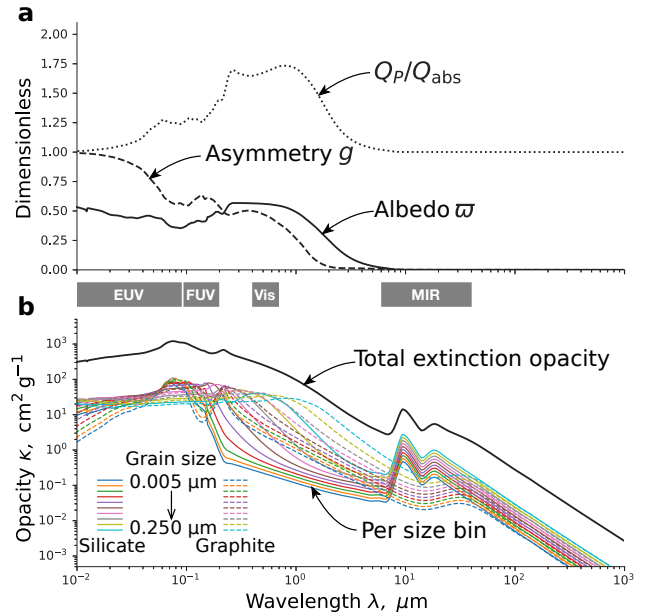 a
2.00
1.75
1.50
1.25
1.00
0.75
0.50
0.25
0.00
Dimensionless
Q_P/Q_abs
Asymmetry g
Albedo ϖ
EUV
FUV
Vis
MIR
b
10³
10²
10¹
10⁰
10⁻¹
10⁻²
10⁻³
Opacity κ, cm² g⁻¹
Total extinction opacity
Grain size
0.005 μm
0.250 μm
Silicate
Graphite
Per size bin
10⁻²
10⁻¹
10⁰
10¹
10²
10³
Wavelength λ, μm